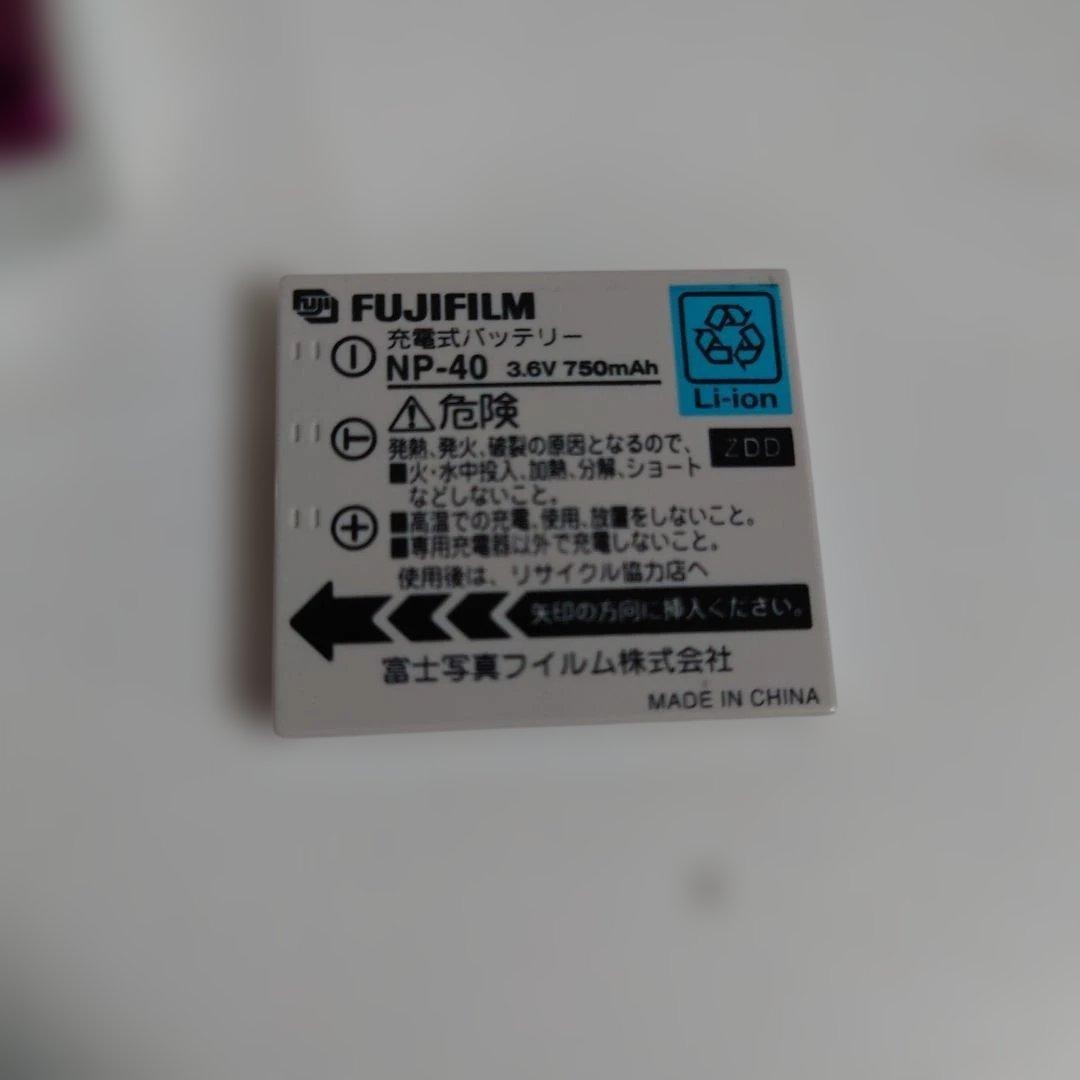 FUJI FUJIFILM
充電式バッテリー
NP-40 3.6V 750mAh
Li-ion
⚠危険
ZDD
発熱、発火、破裂の原因となるので、
■火・水中投入、加熱、分解、ショート
などしないこと。
■高温での充電、使用、放置をしないこと。
■専用充電器以外で充電しないこと。
使用後は、リサイクル協力店へ
矢印の方向に挿入ください。
富士写真フイルム株式会社
MADE IN CHINA